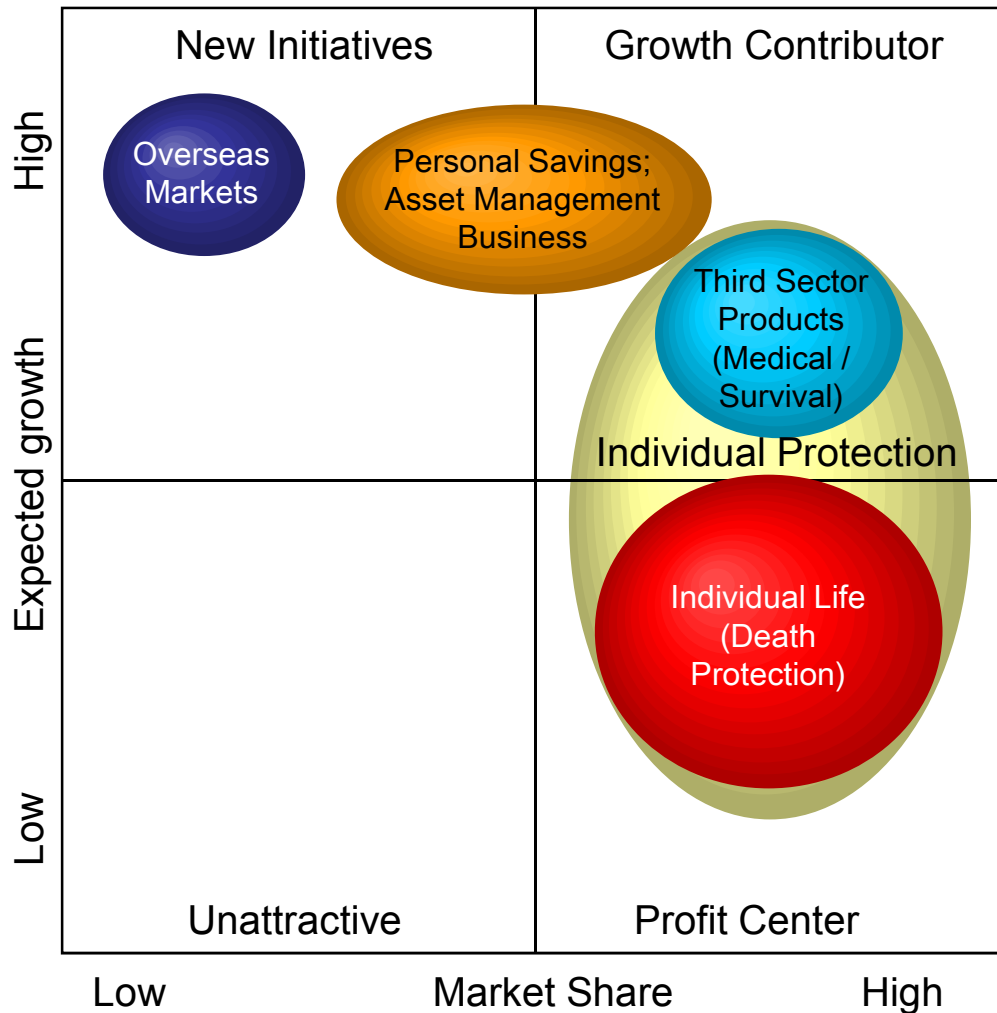 New Initiatives
Growth Contributor
High
Expected growth
Low
Overseas
Markets
Personal Savings;
Asset Management
Business
Third Sector
Products
(Medical /
Survival)
Individual Protection
Individual Life
(Death
Protection)
Unattractive
Profit Center
Low
Market Share
High